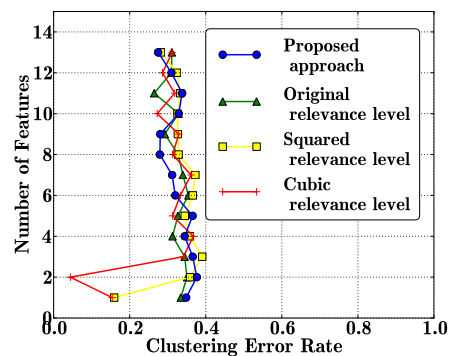 14
12
10
8
6
4
2
0
Number of Features
Proposed
approach
Original
relevance level
Squared
relevance level
Cubic
relevance level
0.0 0.2 0.4 0.6 0.8 1.0
Clustering Error Rate